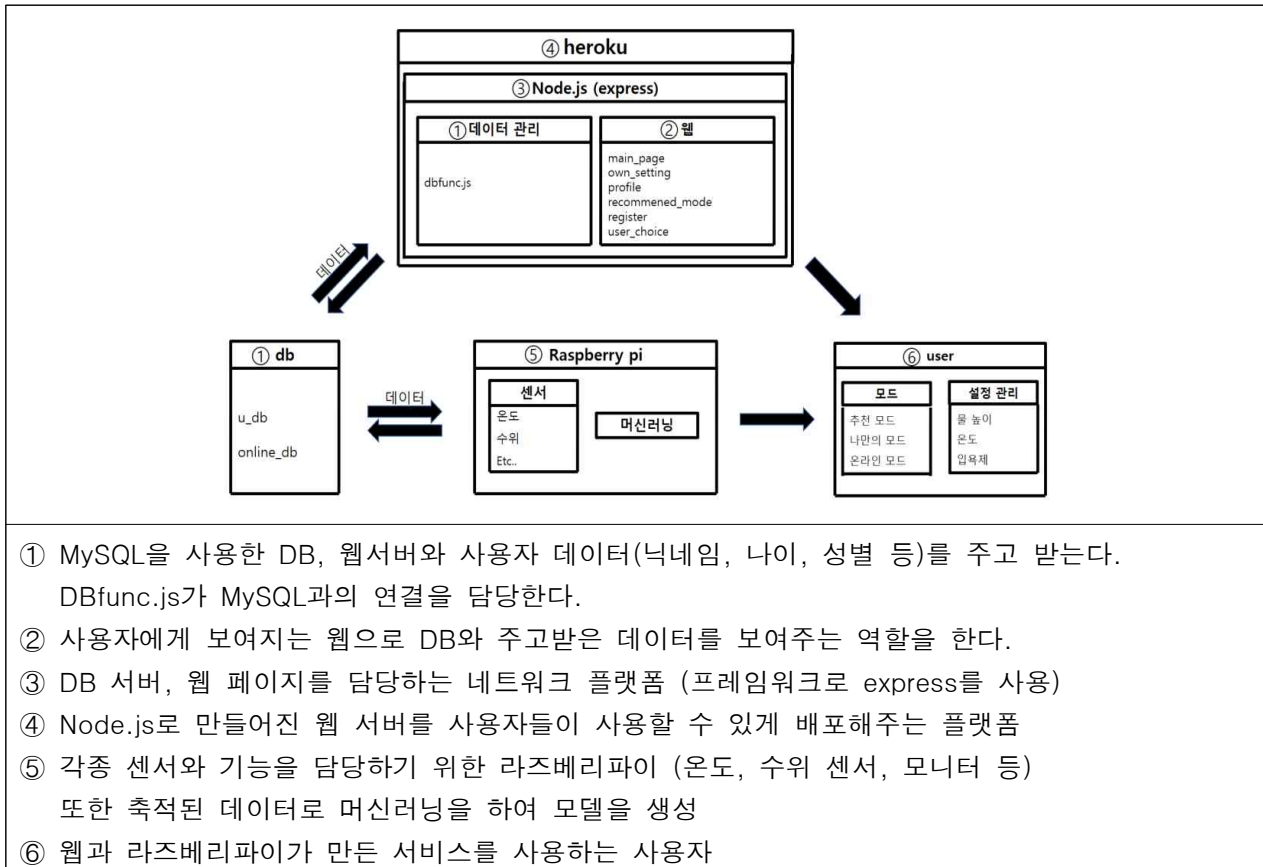 ④ heroku
③ Node.js (express)
① 데이터 관리
dbfunc.js
② 웹
main_page
own_setting
profile
recommened_mode
register
user_choice
데이터
① db
u_db
online_db
데이터
⑤ Raspberry pi
센서
온도
수위
Etc..
머신러닝
⑥ user
모드
추천 모드
나만의 모드
온라인 모드
설정 관리
물 높이
온도
입욕제
① MySQL을 사용한 DB, 웹서버와 사용자 데이터(닉네임, 나이, 성별 등)를 주고 받는다.
DBfunc.js가 MySQL과의 연결을 담당한다.
② 사용자에게 보여지는 웹으로 DB와 주고받은 데이터를 보여주는 역할을 한다.
③ DB 서버, 웹 페이지를 담당하는 네트워크 플랫폼 (프레임워크로 express를 사용)
④ Node.js로 만들어진 웹 서버를 사용자들이 사용할 수 있게 배포해주는 플랫폼
⑤ 각종 센서와 기능을 담당하기 위한 라즈베리파이 (온도, 수위 센서, 모니터 등)
또한 축적된 데이터로 머신러닝을 하여 모델을 생성
⑥ 웹과 라즈베리파이가 만든 서비스를 사용하는 사용자